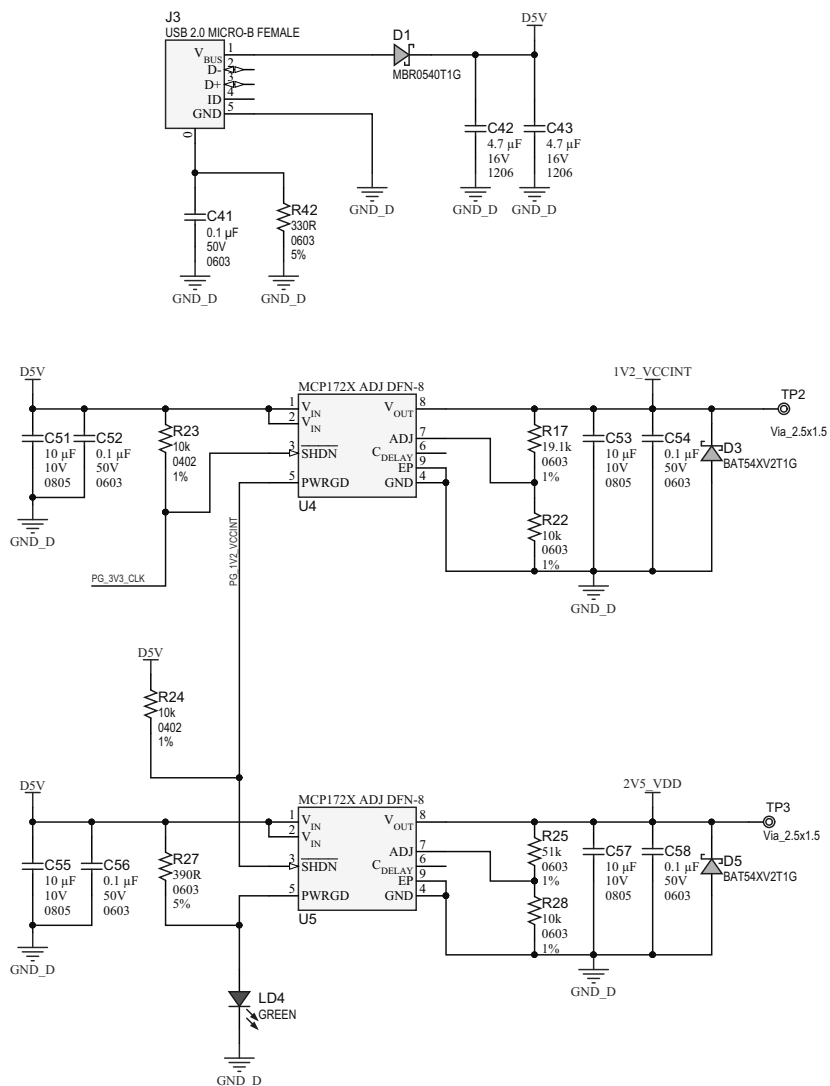 J3
USB 2.0 MICRO-B FEMALE
VBUS
D-
D+
ID
GND
1
2
3
4
5
0
D1
MBR0540T1G
D5V
C42
4.7 µF
16V
1206
C43
4.7 µF
16V
1206
GND_D
GND_D
GND_D
C41
0.1 µF
50V
0603
R42
330R
0603
5%
GND_D
GND_D
D5V
MCP172X ADJ DFN-8
1V2_VCCINT
TP2
Via_2.5x1.5
C51
10 µF
10V
0805
C52
0.1 µF
50V
0603
R23
10k
0402
1%
1
2
3
5
VIN
VIN
SHDN
PWRGD
VOUT
ADJ
CDELAY
EP
GND
8
7
6
9
4
U4
R17
19.1k
0603
1%
R22
10k
0603
1%
C53
10 µF
10V
0805
C54
0.1 µF
50V
0603
D3
BAT54XV2T1G
GND_D
GND_D
PG_3V3_CLK
PG_1V2_VCCINT
D5V
R24
10k
0402
1%
D5V
MCP172X ADJ DFN-8
2V5_VDD
TP3
Via_2.5x1.5
C55
10 µF
10V
0805
C56
0.1 µF
50V
0603
R27
390R
0603
5%
1
2
3
5
VIN
VIN
SHDN
PWRGD
VOUT
ADJ
CDELAY
EP
GND
8
7
6
9
4
U5
R25
51k
0603
1%
R28
10k
0603
1%
C57
10 µF
10V
0805
C58
0.1 µF
50V
0603
D5
BAT54XV2T1G
GND_D
GND_D
LD4
GREEN
GND_D